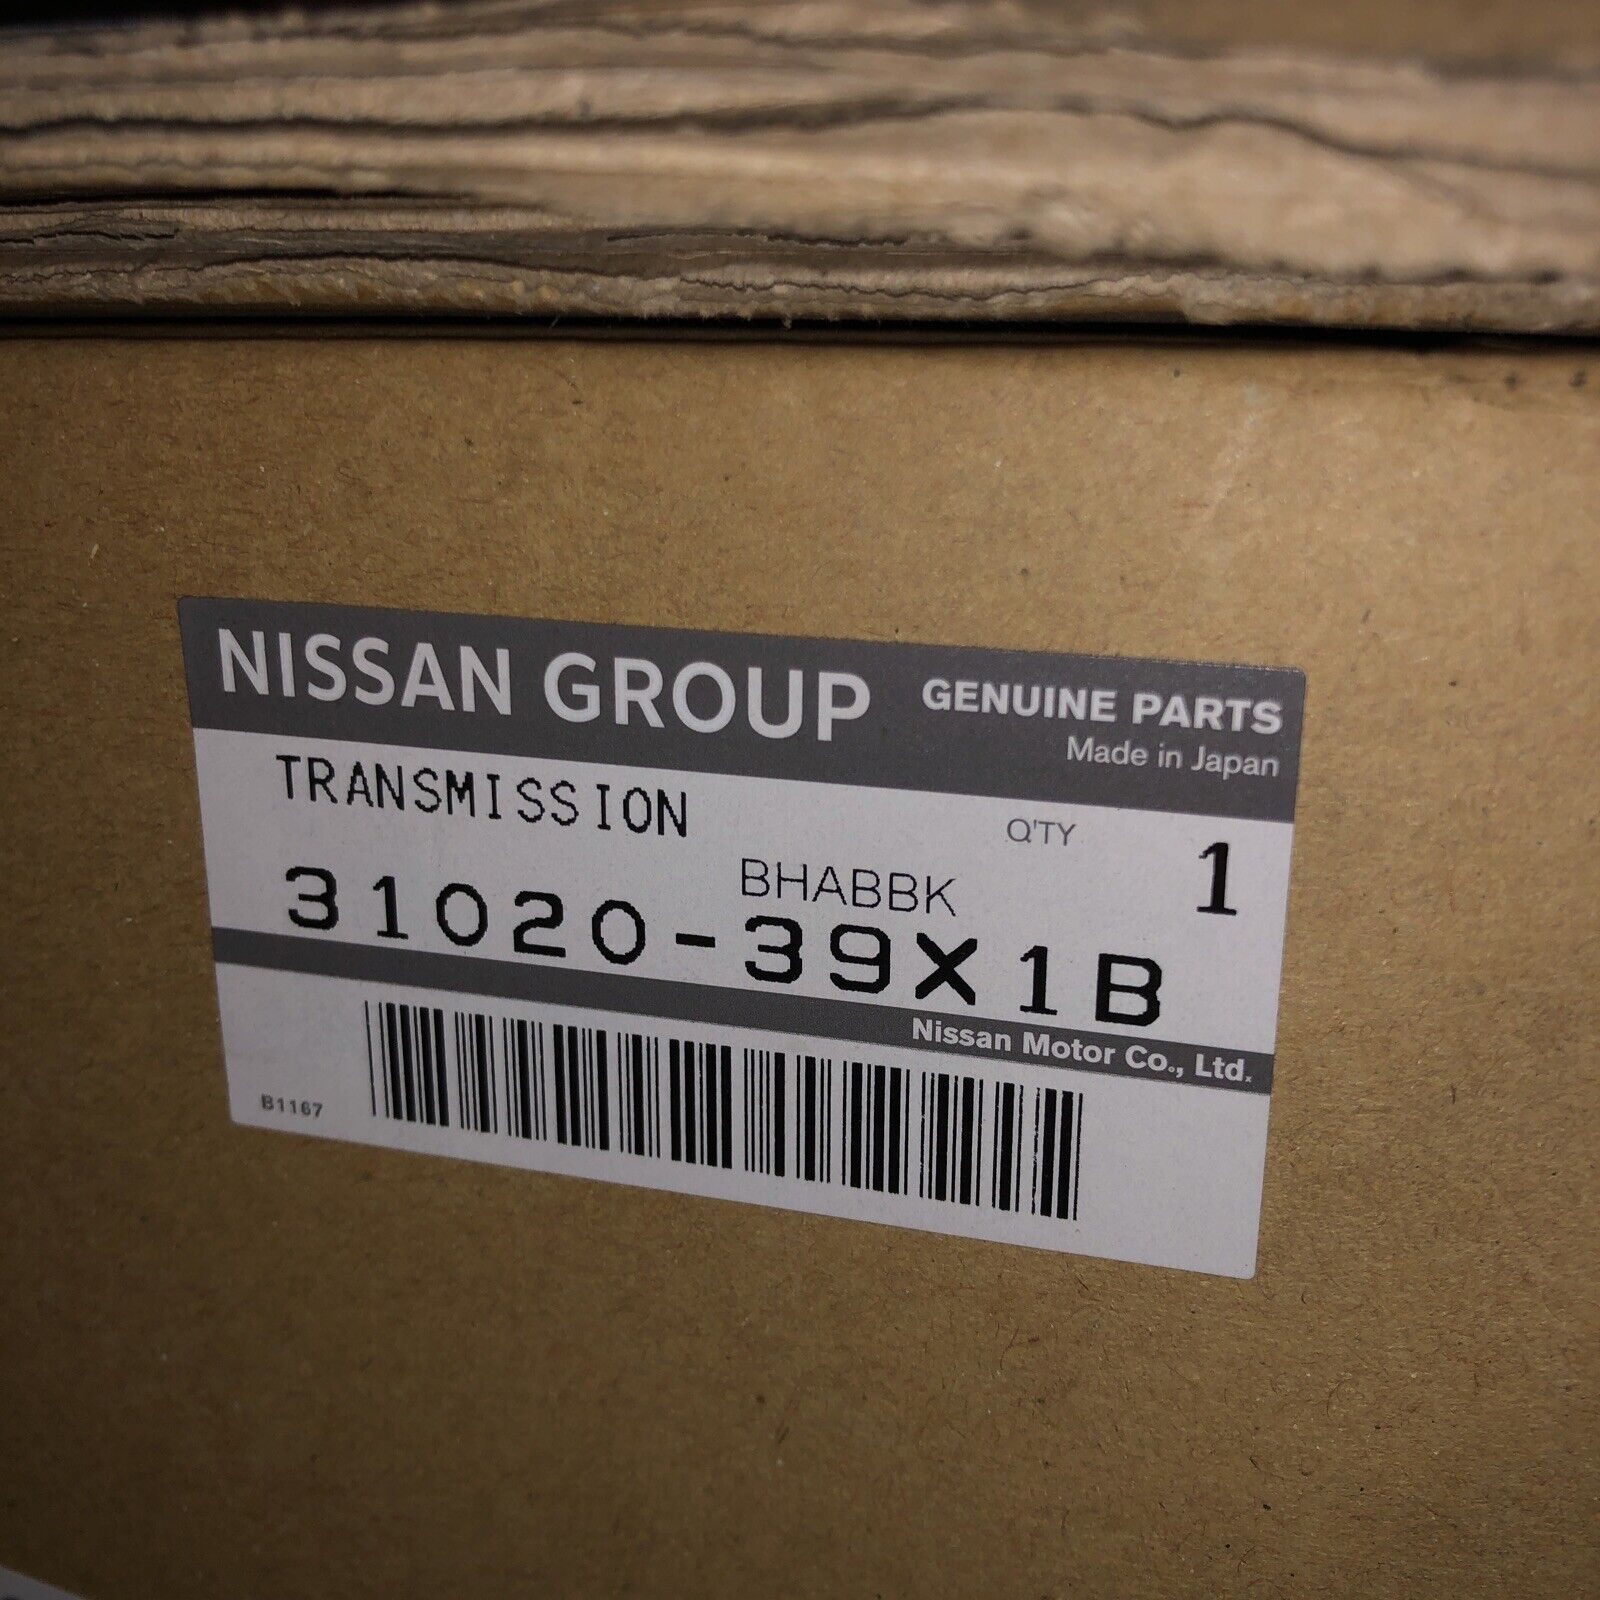 NISSAN GROUP GENUINE PARTS
Made in Japan
TRANSMISSION
Q'TY 1
BHABBK
31020-39X1B
Nissan Motor Co., Ltd.
B1167